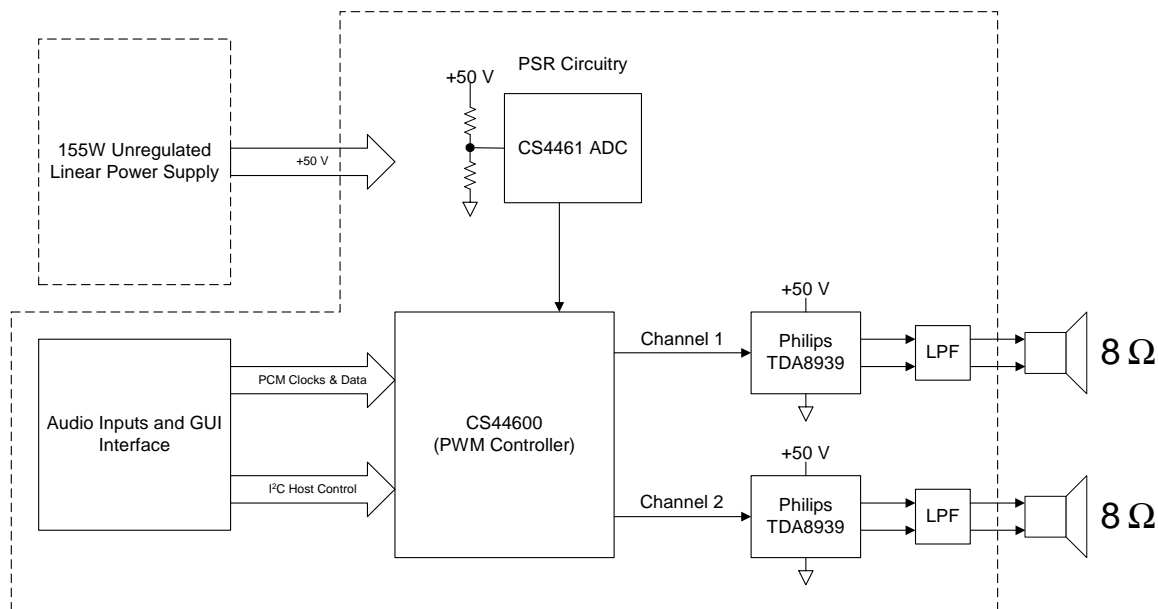 PSR Circuitry
+50 V
155W Unregulated
Linear Power Supply
+50 V
CS4461 ADC
Audio Inputs and GUI
Interface
PCM Clocks & Data
I²C Host Control
CS44600
(PWM Controller)
Channel 1
+50 V
Philips
TDA8939
LPF
8 Ω
Channel 2
+50 V
Philips
TDA8939
LPF
8 Ω